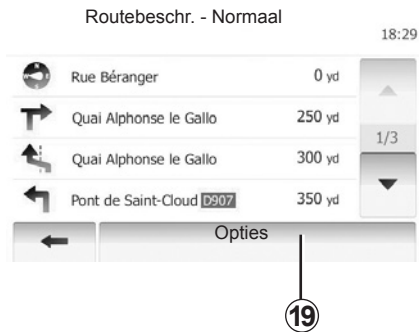 Routebeschr. - Normaal
18:29
Rue Béranger 0 yd
Quai Alphonse le Gallo 250 yd
1/3
Quai Alphonse le Gallo 300 yd
Pont de Saint-Cloud D907 350 yd
Opties
19